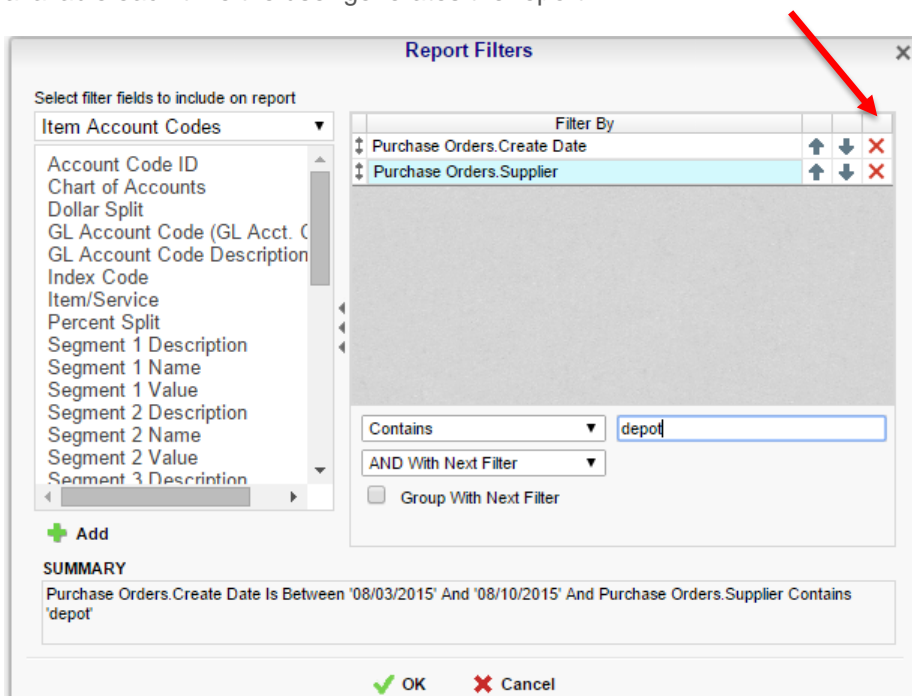 Report Filters
Select filter fields to include on report
Item Account Codes
Filter By
Purchase Orders.Create Date
Purchase Orders.Supplier
Account Code ID
Chart of Accounts
Dollar Split
GL Account Code (GL Acct. C
GL Account Code Description
Index Code
Item/Service
Percent Split
Segment 1 Description
Segment 1 Name
Segment 1 Value
Segment 2 Description
Segment 2 Name
Segment 2 Value
Segment 3 Description
Contains
depot
AND With Next Filter
Group With Next Filter
Add
SUMMARY
Purchase Orders.Create Date Is Between '08/03/2015' And '08/10/2015' And Purchase Orders.Supplier Contains
'depot'
OK
Cancel